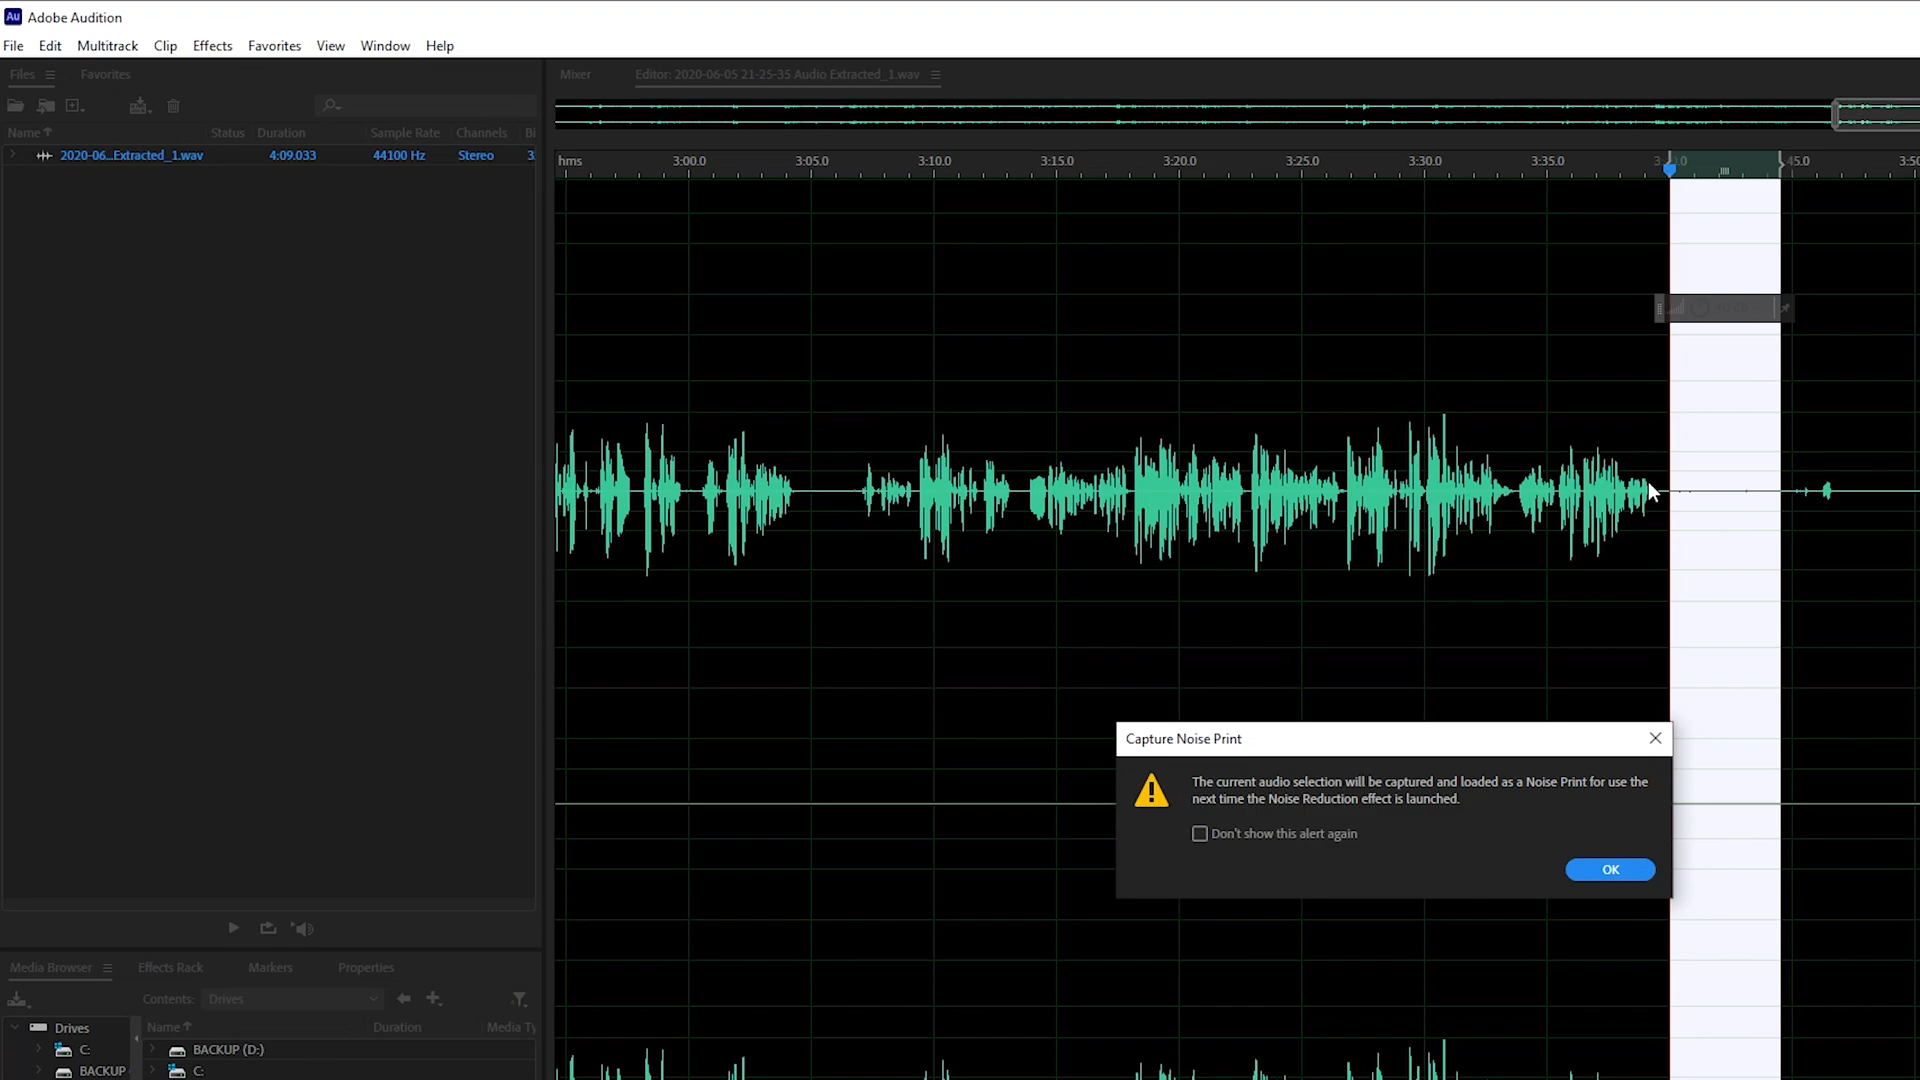 Au Adobe Audition
File Edit Multitrack Clip Effects Favorites View Window Help
Files Favorites
Mixer Editor: 2020-06-05 21-25-35 Audio Extracted_1.wav
Name Status Duration Sample Rate Channels Bi
2020-06...Extracted_1.wav 4:09.033 44100 Hz Stereo 3
hms 3:00.0 3:05.0 3:10.0 3:15.0 3:20.0 3:25.0 3:30.0 3:35.0 45.0 3:50
Capture Noise Print
The current audio selection will be captured and loaded as a Noise Print for use the
next time the Noise Reduction effect is launched.
Don't show this alert again
OK
Media Browser Effects Rack Markers Properties
Contents: Drives
Drives Name Duration Media Ty
C: BACKUP (D:)
BACKUP C: